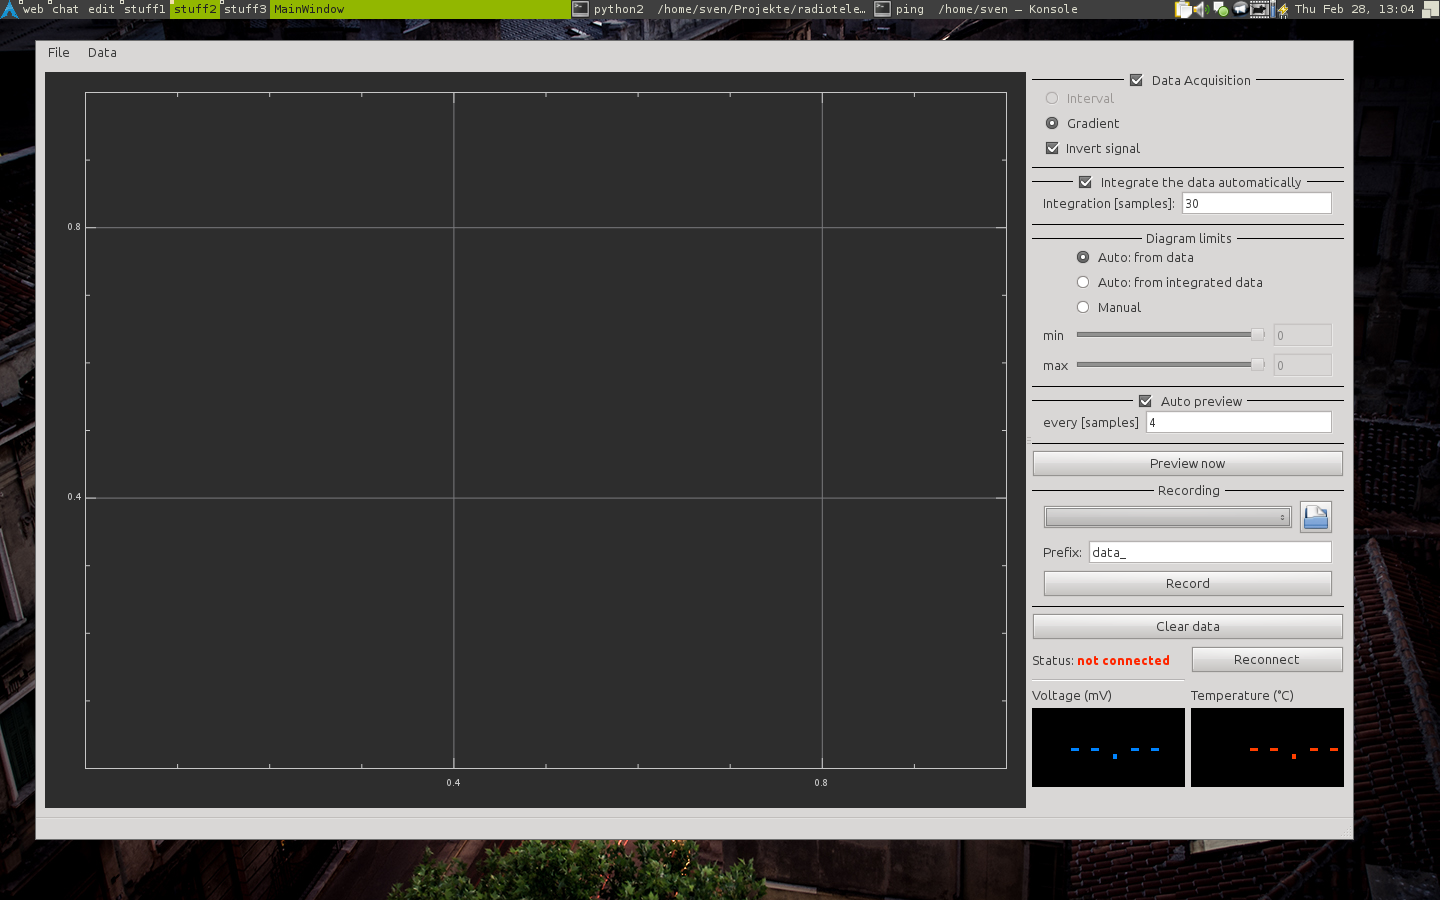 web chat edit stuff1 stuff2 stuff3 MainWindow python2 /home/sven/Projekte/radiotele… ping /home/sven – Konsole Thu Feb 28, 13:04
File Data
Data Acquisition
Interval
Gradient
Invert signal
Integrate the data automatically
Integration [samples]: 30
Diagram limits
Auto: from data
Auto: from integrated data
Manual
min 0
max 0
Auto preview
every [samples] 4
Preview now
Recording
Prefix: data_
Record
Clear data
Status: not connected Reconnect
Voltage (mV) Temperature (°C)
--.-- --.--
0.8
0.4
0.4 0.8